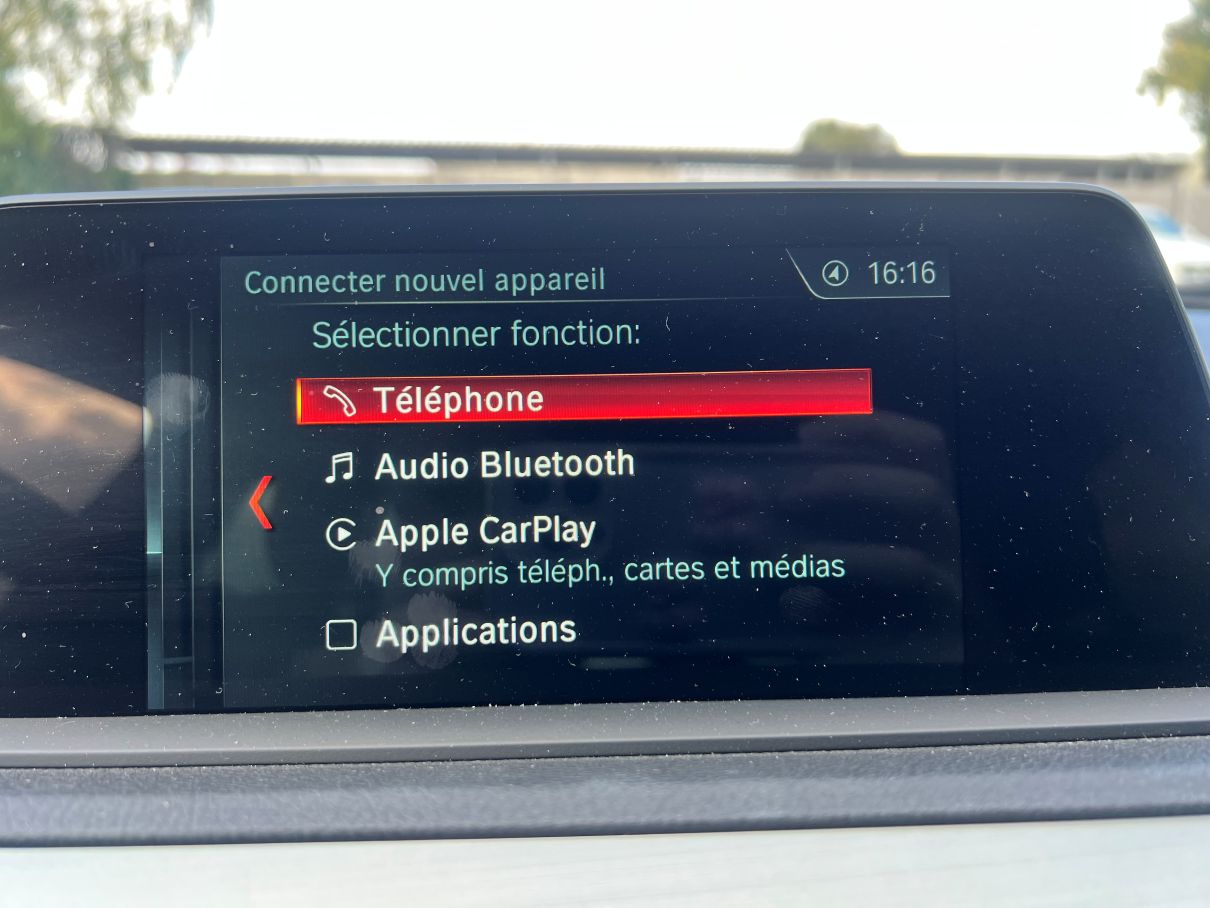 Connecter nouvel appareil
16:16
Sélectionner fonction:
Téléphone
Audio Bluetooth
Apple CarPlay
Y compris téléph., cartes et médias
Applications